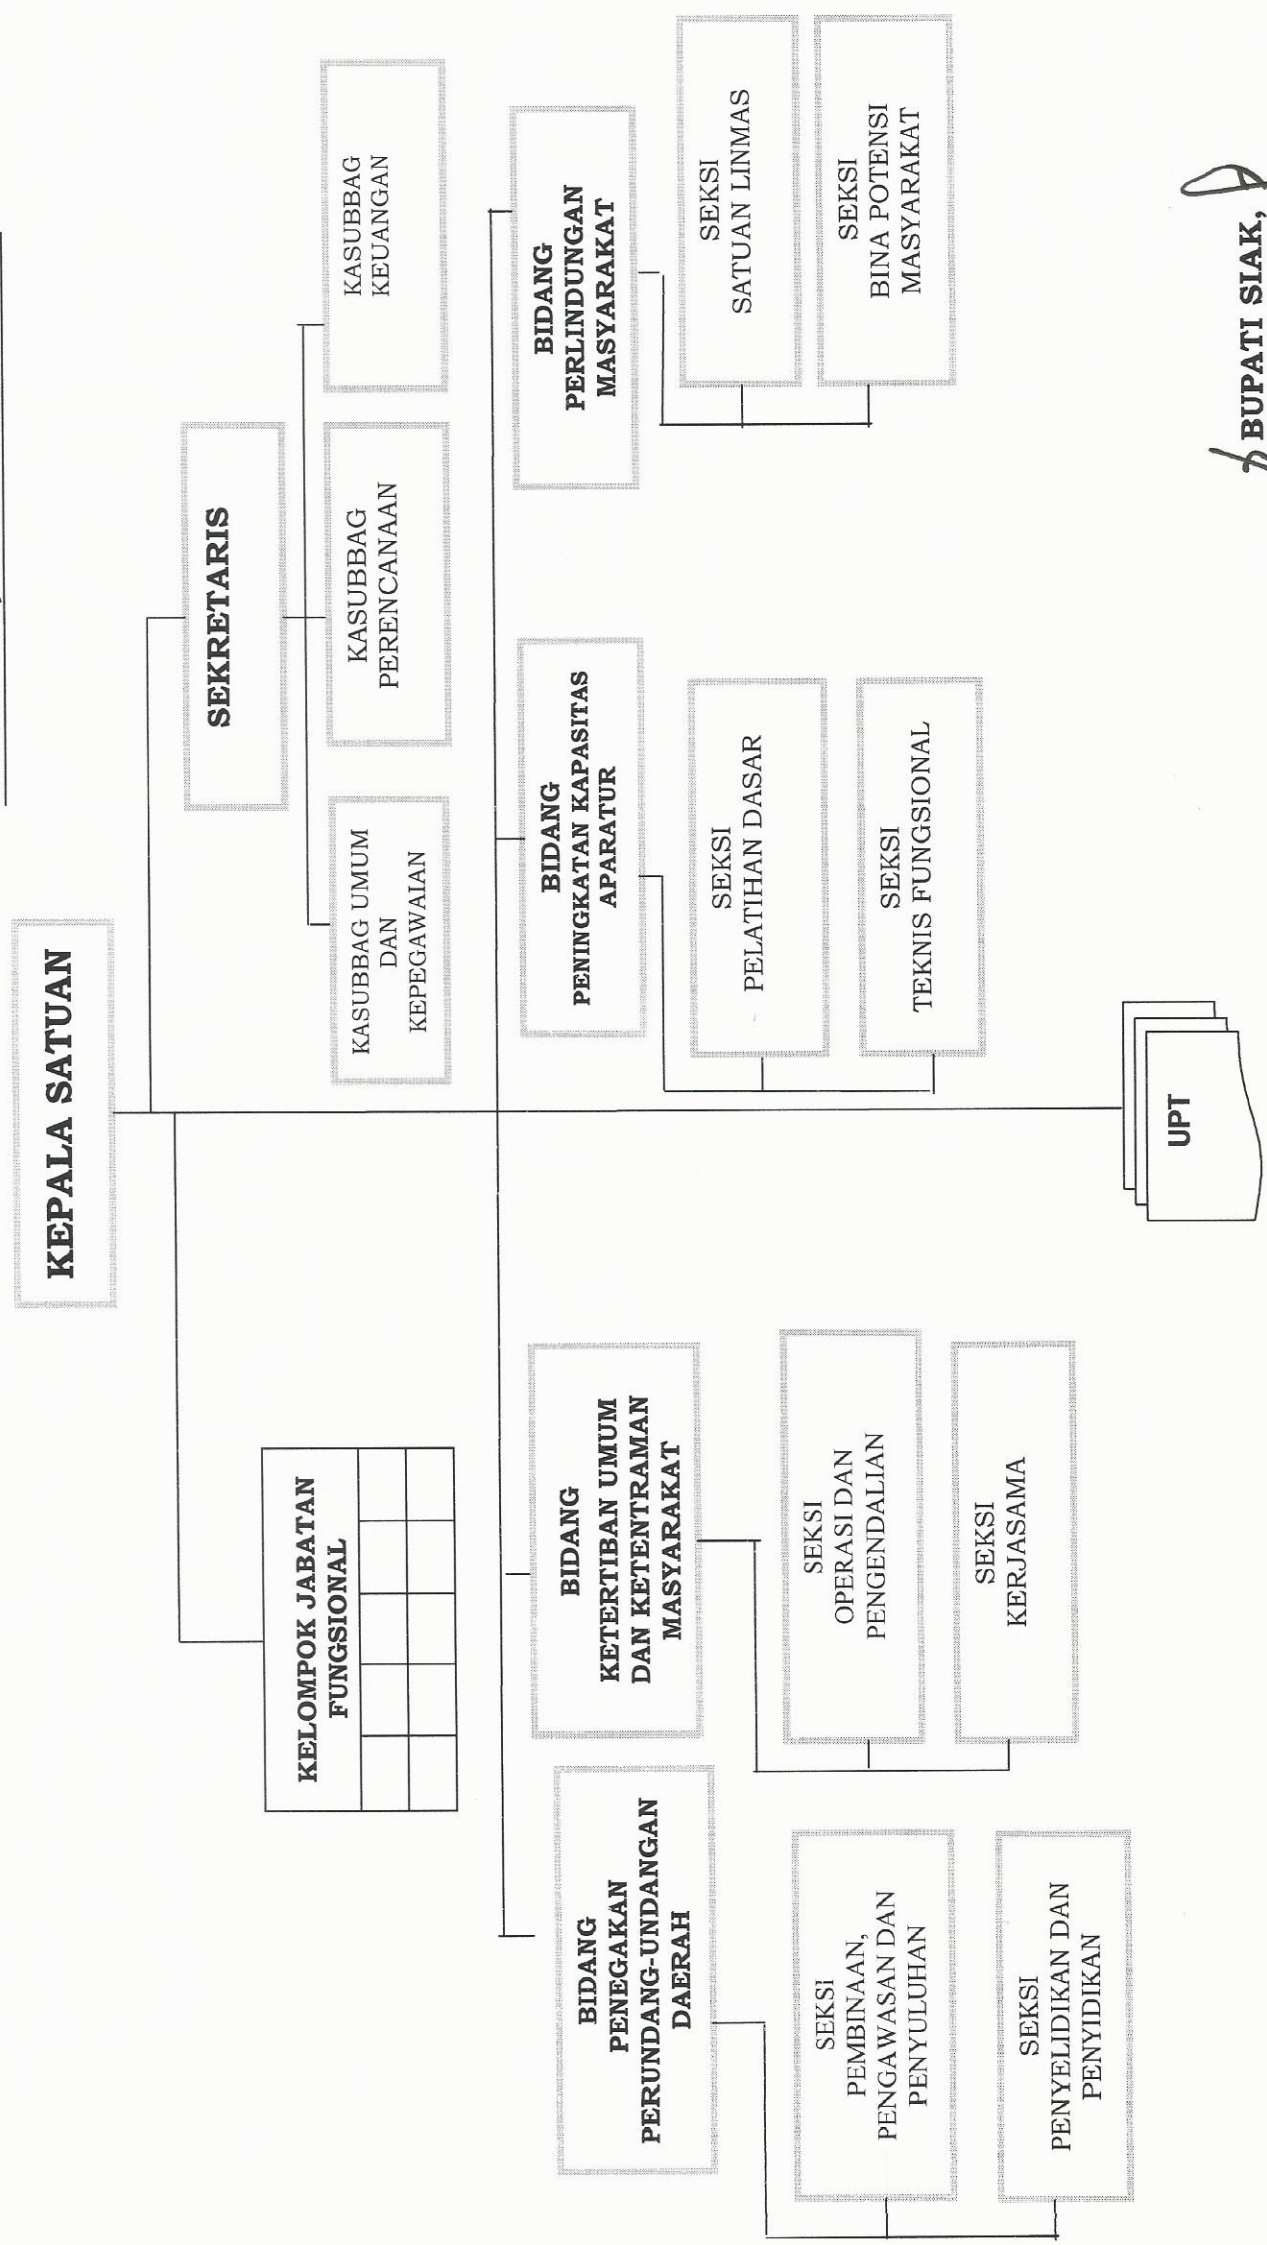 KEPALA SATUAN
SEKRETARIS
KELOMPOK JABATAN
FUNGSIONAL
KASUBBAG UMUM
DAN
KEPEGAWAIAN
KASUBBAG
PERENCANAAN
KASUBBAG
KEUANGAN
BIDANG
PENEGAKAN
PERUNDANG-UNDANGAN
DAERAH
BIDANG
KETERTIBAN UMUM
DAN KETENTRAMAN
MASYARAKAT
BIDANG
PENINGKATAN KAPASITAS
APARATUR
BIDANG
PERLINDUNGAN
MASYARAKAT
SEKSI
PEMBINAAN,
PENGAWASAN DAN
PENYULUHAN
SEKSI
OPERASI DAN
PENGENDALIAN
SEKSI
PELATIHAN DASAR
SEKSI
SATUAN LINMAS
SEKSI
PENYELIDIKAN DAN
PENYIDIKAN
SEKSI
KERJASAMA
SEKSI
TEKNIS FUNGSIONAL
SEKSI
BINA POTENSI
MASYARAKAT
UPT
BUPATI SIAK,